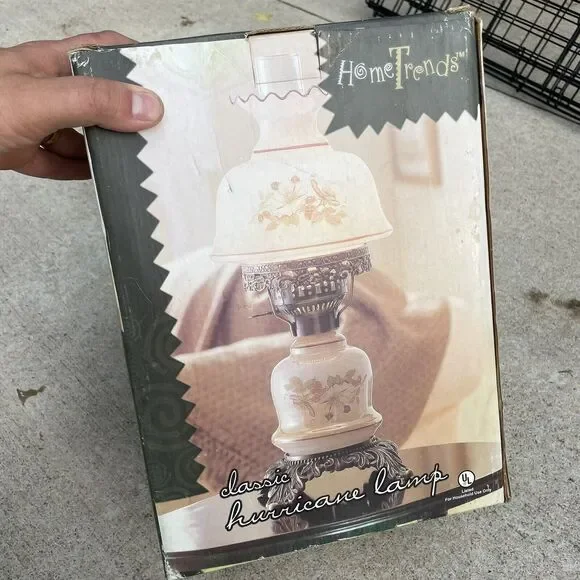 HomeTrends™
classic
hurricane lamp
UL
Listed
For Household Use Only